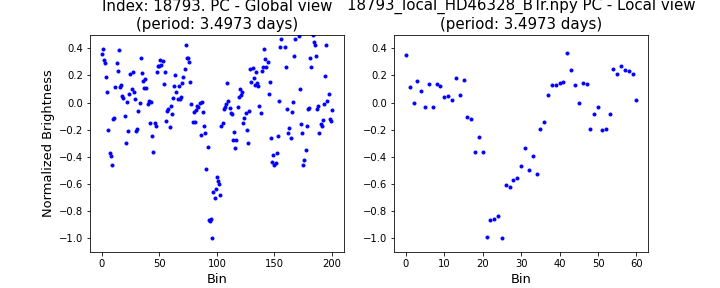 Index: 18793. PC - Global view
(period: 3.4973 days)
18793_local_HD46328_BTr.npy PC - Local view
(period: 3.4973 days)
Normalized Brightness
0.4
0.2
0.0
−0.2
−0.4
−0.6
−0.8
−1.0
0 50 100 150 200
Bin
0.4
0.2
0.0
−0.2
−0.4
−0.6
−0.8
−1.0
0 10 20 30 40 50 60
Bin